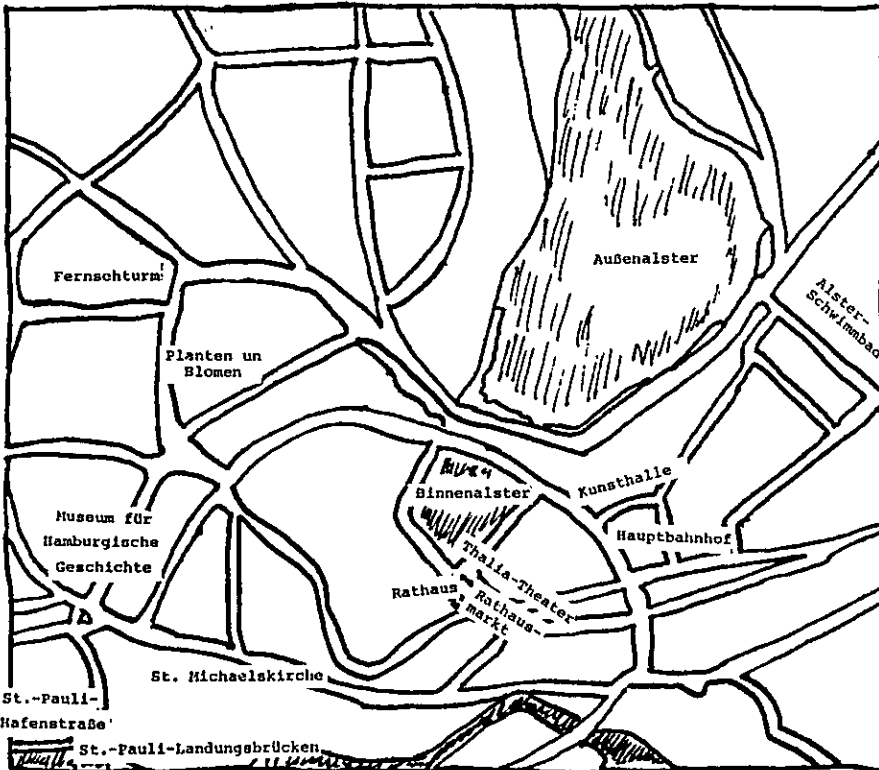 Außenalster
Fernsehturm
Alster-
Schwimmbad
Planten un
Blomen
Binnenalster
Kunsthalle
Museum für
Hamburgische
Geschichte
Hauptbahnhof
Thalia-Theater
Rathaus
Rathaus-
markt
St. Michaelskirche
St.-Pauli-
Hafenstraße
St.-Pauli-Landungsbrücken